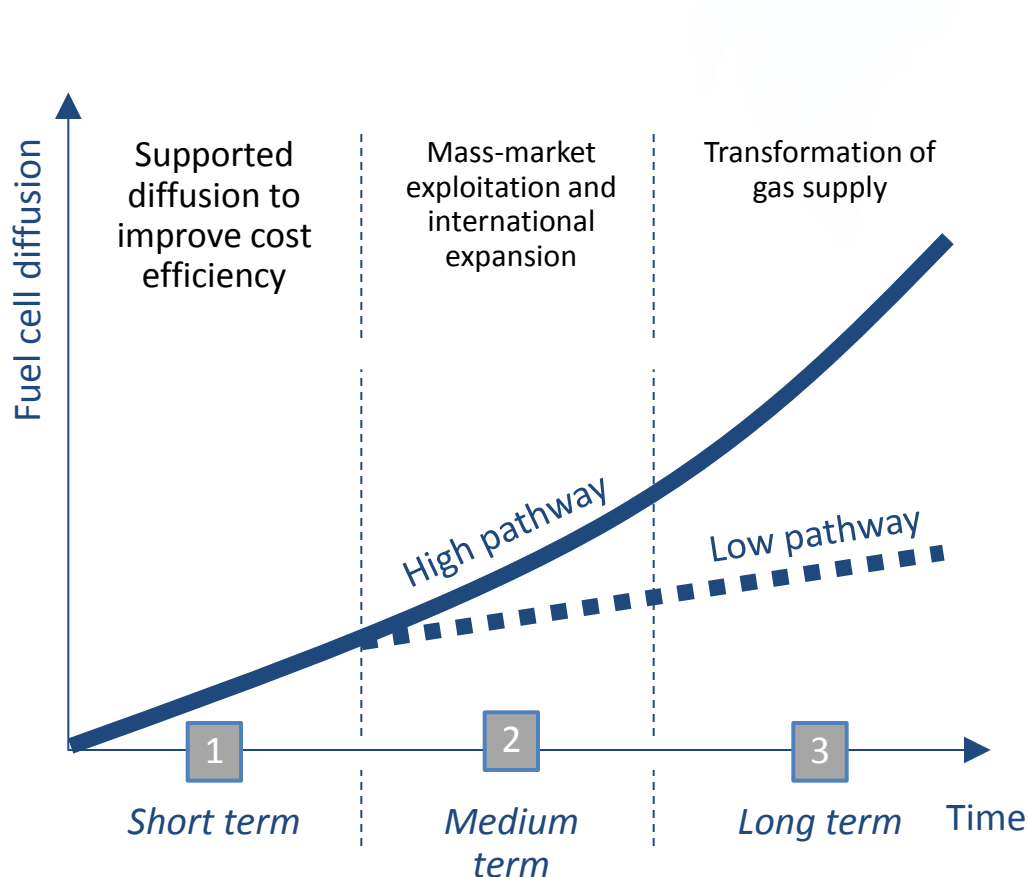 Fuel cell diffusion
Supported
diffusion to
improve cost
efficiency
Mass-market
exploitation and
international
expansion
Transformation of
gas supply
High pathway
Low pathway
1
2
3
Short term
Medium
term
Long term
Time